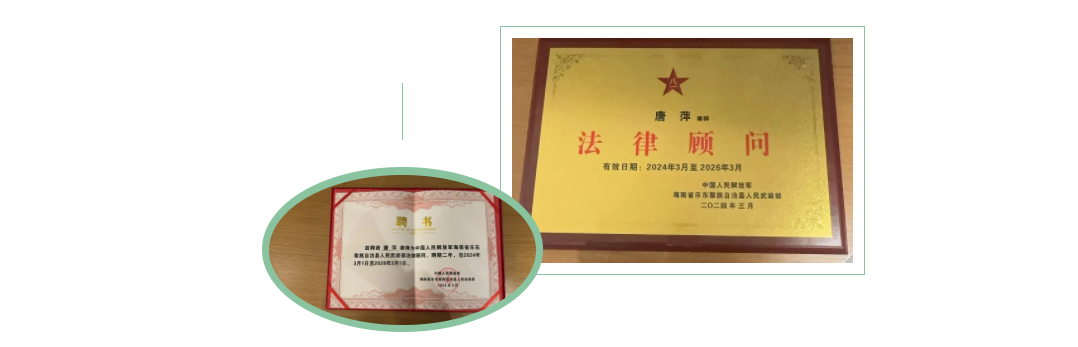 唐 萍 律师
法 律 顾 问
有效日期：2024年3月至2026年3月
中国人民解放军
海南省乐东黎族自治县人民武装部
二〇二四年三月
聘 书
兹聘请 唐 萍 律师为中国人民解放军海南省乐东
黎族自治县人民武装部法律顾问，聘期二年，自2024年
3月1日至2026年3月1日。
中国人民解放军
海南省乐东黎族自治县人民武装部
2024年3月